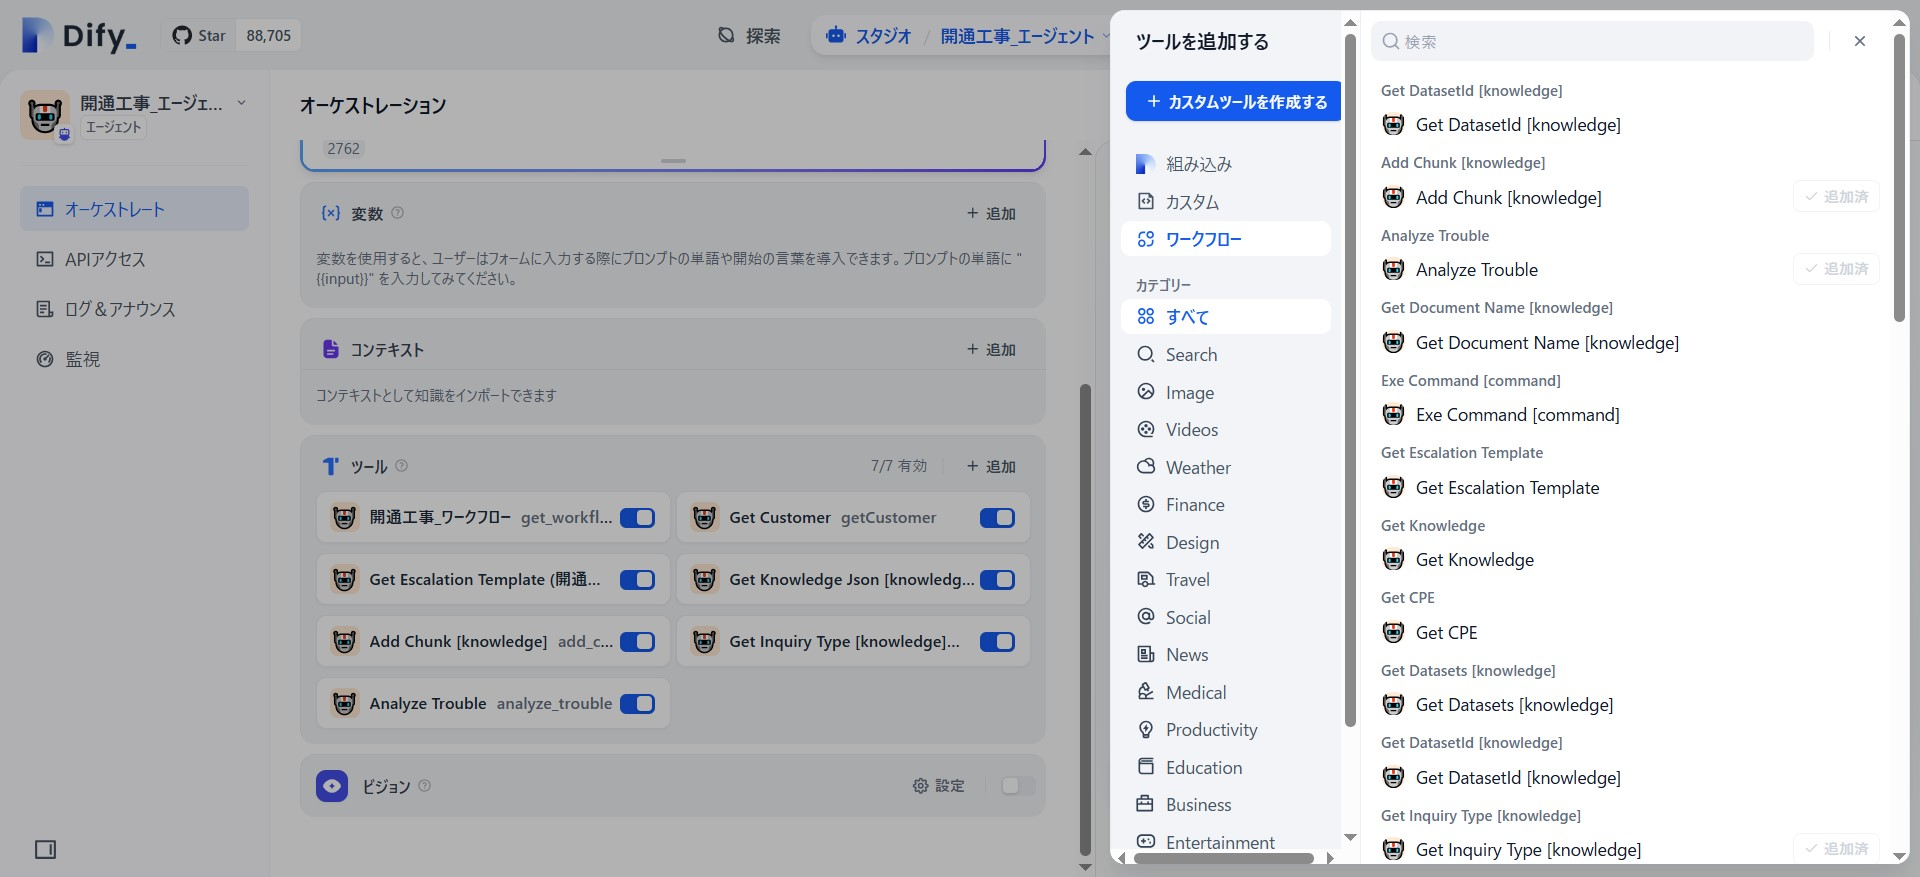 Dify_
Star
88,705
探索
スタジオ
/
開通工事_エージェント
開通工事_エージェ...
エージェント
オーケストレート
APIアクセス
ログ＆アナウンス
監視
オーケストレーション
2762
変数
+ 追加
変数を使用すると、ユーザーはフォームに入力する際にプロンプトの単語や開始の言葉を導入できます。プロンプトの単語に "
{{input}}" を入力してみてください。
コンテキスト
+ 追加
コンテキストとして知識をインポートできます
ツール
7/7 有効
+ 追加
開通工事_ワークフロー get_workfl...
Get Customer getCustomer
Get Escalation Template (開通...
Get Knowledge Json [knowledg...
Add Chunk [knowledge] add_c...
Get Inquiry Type [knowledge]...
Analyze Trouble analyze_trouble
ビジョン
設定
ツールを追加する
+ カスタムツールを作成する
組み込み
カスタム
ワークフロー
カテゴリー
すべて
Search
Image
Videos
Weather
Finance
Design
Travel
Social
News
Medical
Productivity
Education
Business
Entertainment
検索
Get DatasetId [knowledge]
Get DatasetId [knowledge]
Add Chunk [knowledge]
Add Chunk [knowledge]
追加済
Analyze Trouble
Analyze Trouble
追加済
Get Document Name [knowledge]
Get Document Name [knowledge]
Exe Command [command]
Exe Command [command]
Get Escalation Template
Get Escalation Template
Get Knowledge
Get Knowledge
Get CPE
Get CPE
Get Datasets [knowledge]
Get Datasets [knowledge]
Get DatasetId [knowledge]
Get DatasetId [knowledge]
Get Inquiry Type [knowledge]
Get Inquiry Type [knowledge]
追加済